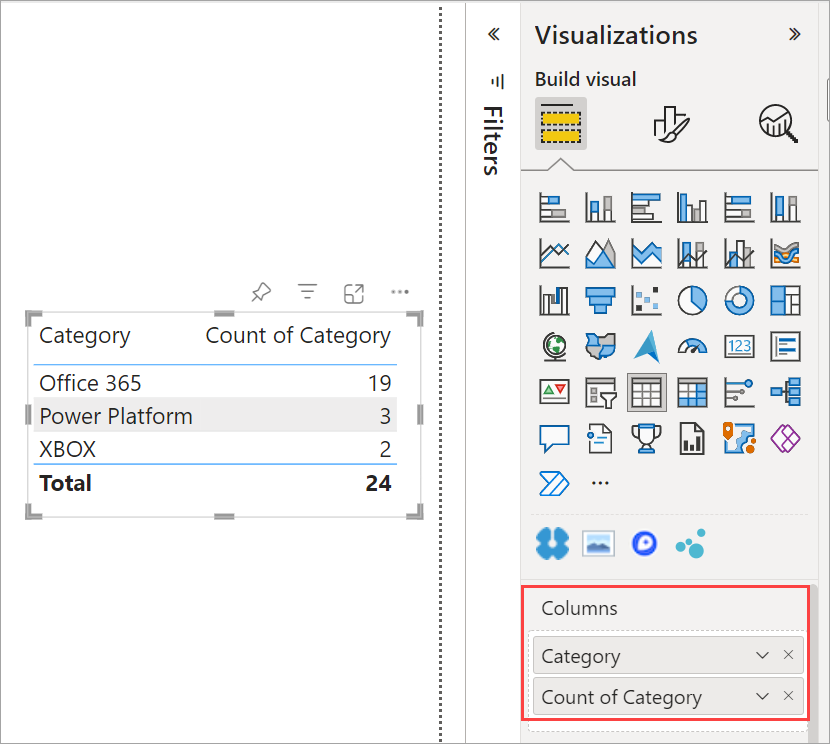 Visualizations
Build visual
Filters
123
Category Count of Category
Office 365 19
Power Platform 3
XBOX 2
Total 24
Columns
Category
Count of Category